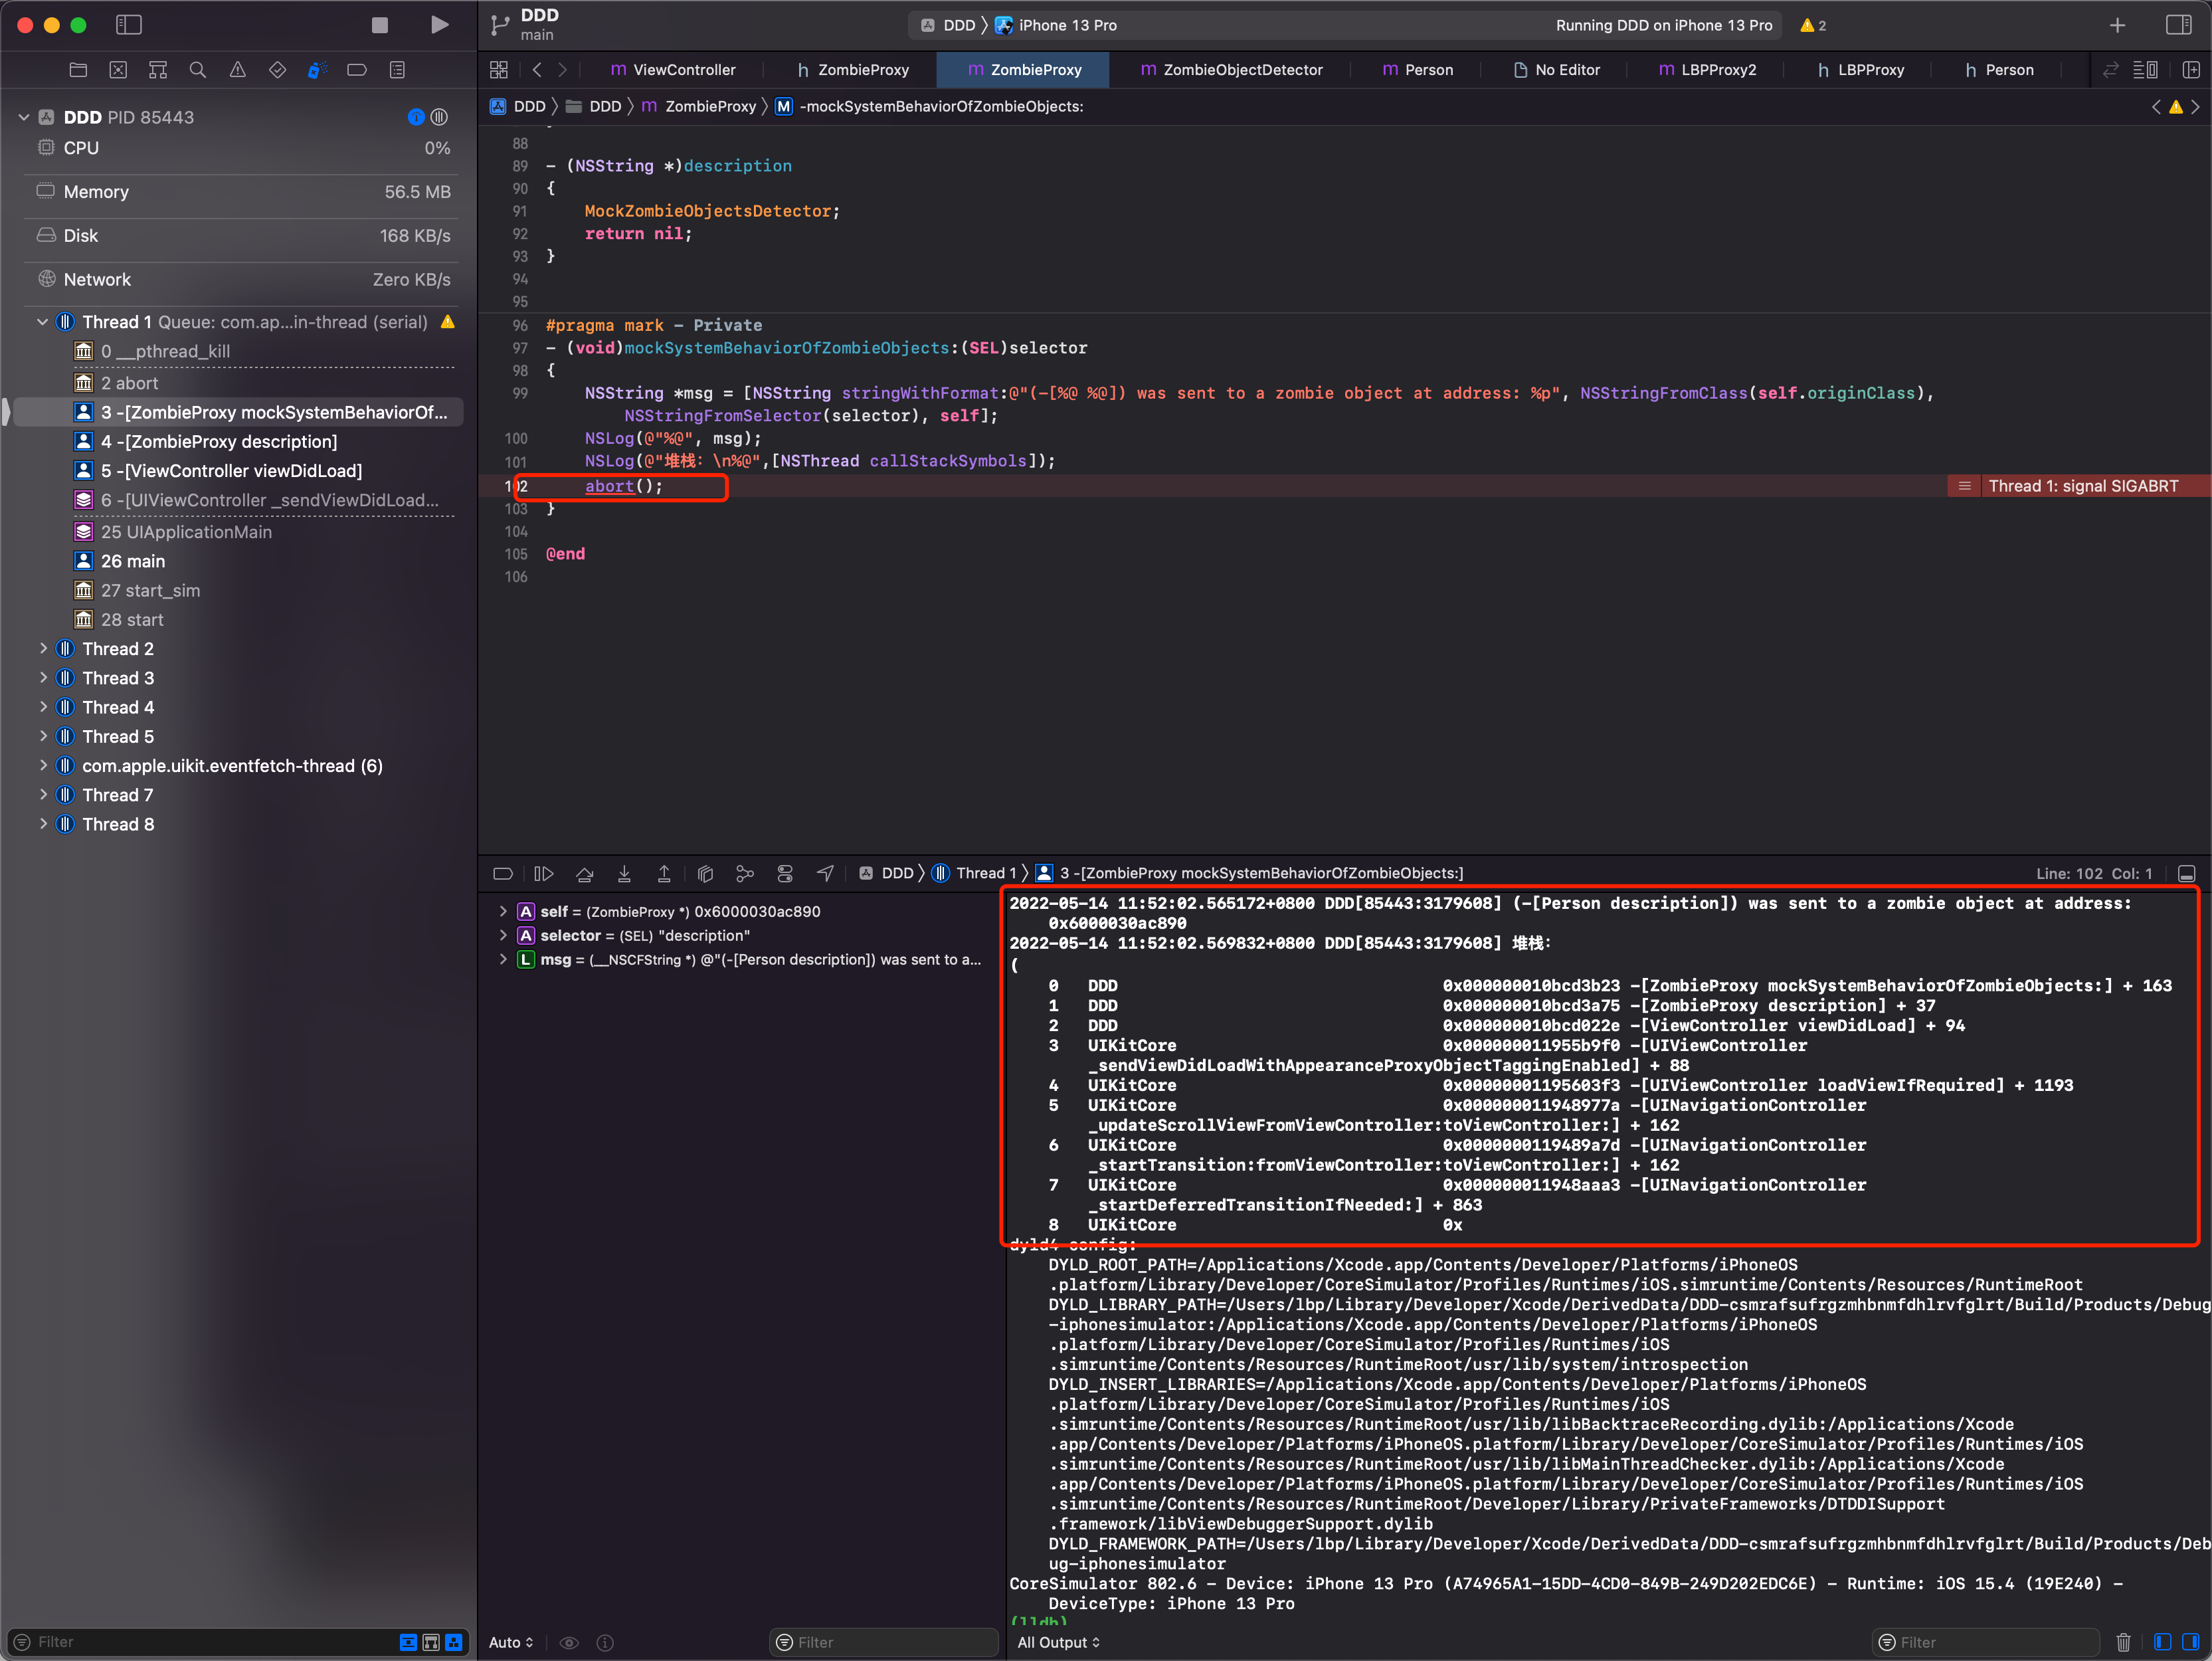 DDD
main
DDD 〉 iPhone 13 Pro
Running DDD on iPhone 13 Pro
2
m ViewController
h ZombieProxy
m ZombieProxy
m ZombieObjectDetector
m Person
No Editor
m LBPProxy2
h LBPProxy
h Person
DDD 〉 DDD 〉 m ZombieProxy 〉 M -mockSystemBehaviorOfZombieObjects:
DDD PID 85443
CPU 0%
Memory 56.5 MB
Disk 168 KB/s
Network Zero KB/s
Thread 1 Queue: com.ap...in-thread (serial)
0 __pthread_kill
2 abort
3 -[ZombieProxy mockSystemBehaviorOf...
4 -[ZombieProxy description]
5 -[ViewController viewDidLoad]
6 -[UIViewController _sendViewDidLoad...
25 UIApplicationMain
26 main
27 start_sim
28 start
Thread 2
Thread 3
Thread 4
Thread 5
com.apple.uikit.eventfetch-thread (6)
Thread 7
Thread 8
Filter
88
89 - (NSString *)description
90 {
91 MockZombieObjectsDetector;
92 return nil;
93 }
94
95
96 #pragma mark - Private
97 - (void)mockSystemBehaviorOfZombieObjects:(SEL)selector
98 {
99 NSString *msg = [NSString stringWithFormat:@"(-[%@ %@]) was sent to a zombie object at address: %p", NSStringFromClass(self.originClass),
NSStringFromSelector(selector), self];
100 NSLog(@"%@", msg);
101 NSLog(@"堆栈：\n%@",[NSThread callStackSymbols]);
102 abort();
Thread 1: signal SIGABRT
103 }
104
105 @end
106
DDD 〉 Thread 1 〉 3 -[ZombieProxy mockSystemBehaviorOfZombieObjects:]
Line: 102 Col: 1
A self = (ZombieProxy *) 0x6000030ac890
A selector = (SEL) "description"
L msg = (__NSCFString *) @"(-[Person description]) was sent to a...
Auto
Filter
2022-05-14 11:52:02.565172+0800 DDD[85443:3179608] (-[Person description]) was sent to a zombie object at address:
0x6000030ac890
2022-05-14 11:52:02.569832+0800 DDD[85443:3179608] 堆栈：
(
0 DDD 0x000000010bcd3b23 -[ZombieProxy mockSystemBehaviorOfZombieObjects:] + 163
1 DDD 0x000000010bcd3a75 -[ZombieProxy description] + 37
2 DDD 0x000000010bcd022e -[ViewController viewDidLoad] + 94
3 UIKitCore 0x000000011955b9f0 -[UIViewController
_sendViewDidLoadWithAppearanceProxyObjectTaggingEnabled] + 88
4 UIKitCore 0x00000001195603f3 -[UIViewController loadViewIfRequired] + 1193
5 UIKitCore 0x000000011948977a -[UINavigationController
_updateScrollViewFromViewController:toViewController:] + 162
6 UIKitCore 0x0000000119489a7d -[UINavigationController
_startTransition:fromViewController:toViewController:] + 162
7 UIKitCore 0x000000011948aaa3 -[UINavigationController
_startDeferredTransitionIfNeeded:] + 863
8 UIKitCore 0x
dyld4 config:
DYLD_ROOT_PATH=/Applications/Xcode.app/Contents/Developer/Platforms/iPhoneOS
.platform/Library/Developer/CoreSimulator/Profiles/Runtimes/iOS.simruntime/Contents/Resources/RuntimeRoot
DYLD_LIBRARY_PATH=/Users/lbp/Library/Developer/Xcode/DerivedData/DDD-csmrafsufrgzmhbnmfdhlrvfglrt/Build/Products/Debug
-iphonesimulator:/Applications/Xcode.app/Contents/Developer/Platforms/iPhoneOS
.platform/Library/Developer/CoreSimulator/Profiles/Runtimes/iOS
.simruntime/Contents/Resources/RuntimeRoot/usr/lib/system/introspection
DYLD_INSERT_LIBRARIES=/Applications/Xcode.app/Contents/Developer/Platforms/iPhoneOS
.platform/Library/Developer/CoreSimulator/Profiles/Runtimes/iOS
.simruntime/Contents/Resources/RuntimeRoot/usr/lib/libBacktraceRecording.dylib:/Applications/Xcode
.app/Contents/Developer/Platforms/iPhoneOS.platform/Library/Developer/CoreSimulator/Profiles/Runtimes/iOS
.simruntime/Contents/Resources/RuntimeRoot/usr/lib/libMainThreadChecker.dylib:/Applications/Xcode
.app/Contents/Developer/Platforms/iPhoneOS.platform/Library/Developer/CoreSimulator/Profiles/Runtimes/iOS
.simruntime/Contents/Resources/RuntimeRoot/Developer/Library/PrivateFrameworks/DTDDISupport
.framework/libViewDebuggerSupport.dylib
DYLD_FRAMEWORK_PATH=/Users/lbp/Library/Developer/Xcode/DerivedData/DDD-csmrafsufrgzmhbnmfdhlrvfglrt/Build/Products/Deb
ug-iphonesimulator
CoreSimulator 802.6 - Device: iPhone 13 Pro (A74965A1-15DD-4CD0-849B-249D202EDC6E) - Runtime: iOS 15.4 (19E240) -
DeviceType: iPhone 13 Pro
(lldb)
All Output
Filter